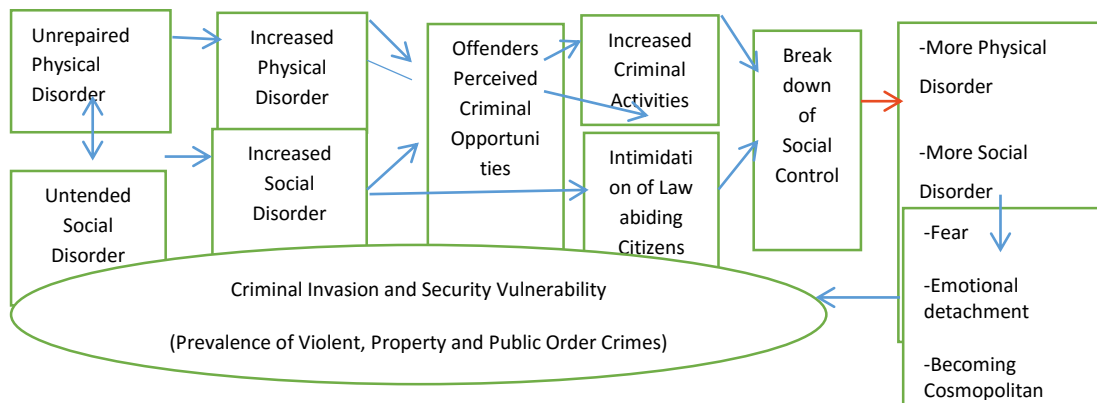 Unrepaired
Physical
Disorder
Untended
Social
Disorder
Increased
Physical
Disorder
Increased
Social
Disorder
Offenders
Perceived
Criminal
Opportuni
ties
Increased
Criminal
Activities
Intimidati
on of Law
abiding
Citizens
Break
down
of
Social
Control
-More Physical
Disorder
-More Social
Disorder
-Fear
-Emotional
detachment
-Becoming
Cosmopolitan
Criminal Invasion and Security Vulnerability
(Prevalence of Violent, Property and Public Order Crimes)